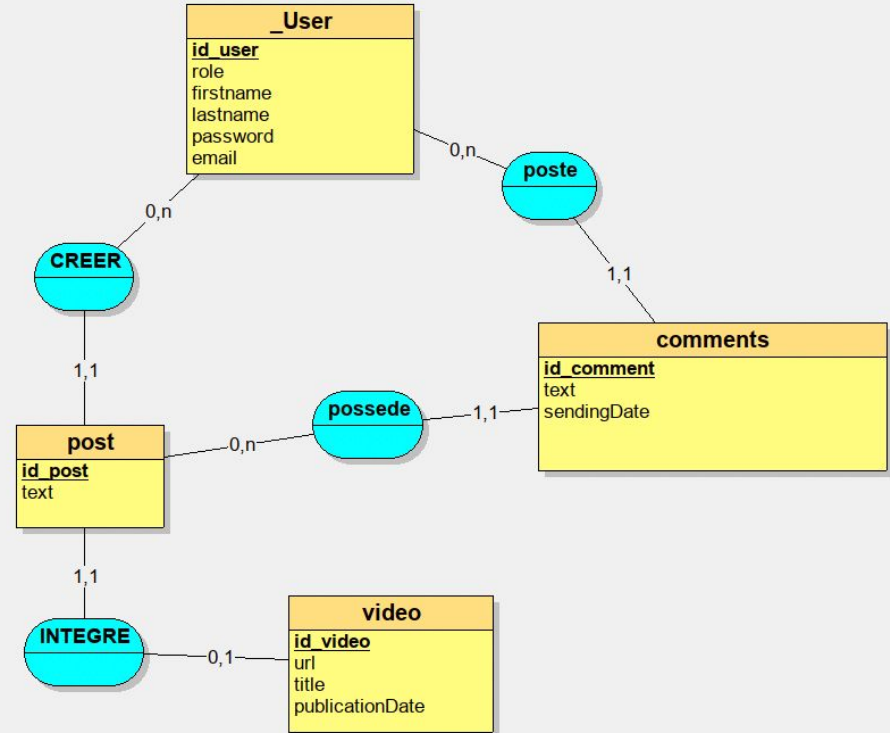 _User
id_user
role
firstname
lastname
password
email
0,n
poste
0,n
CREER
1,1
comments
id_comment
text
sendingDate
1,1
possede
1,1
0,n
post
id_post
text
1,1
INTEGRE
0,1
video
id_video
url
title
publicationDate